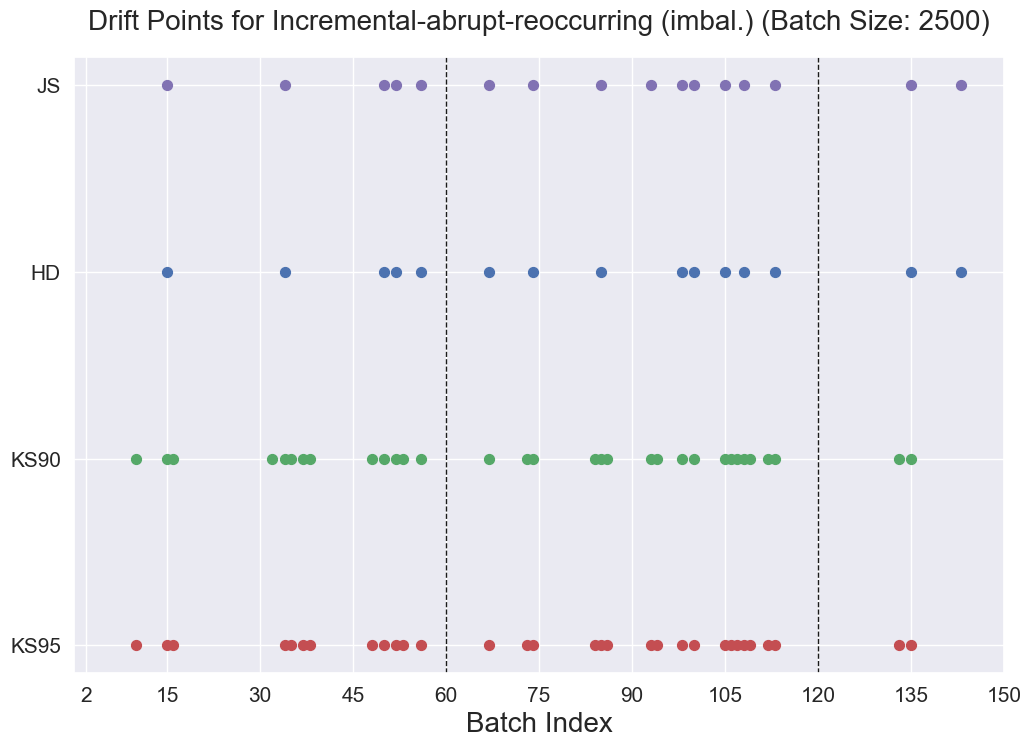 Drift Points for Incremental-abrupt-reoccurring (imbal.) (Batch Size: 2500)
JS
HD
KS90
KS95
2 15 30 45 60 75 90 105 120 135 150
Batch Index